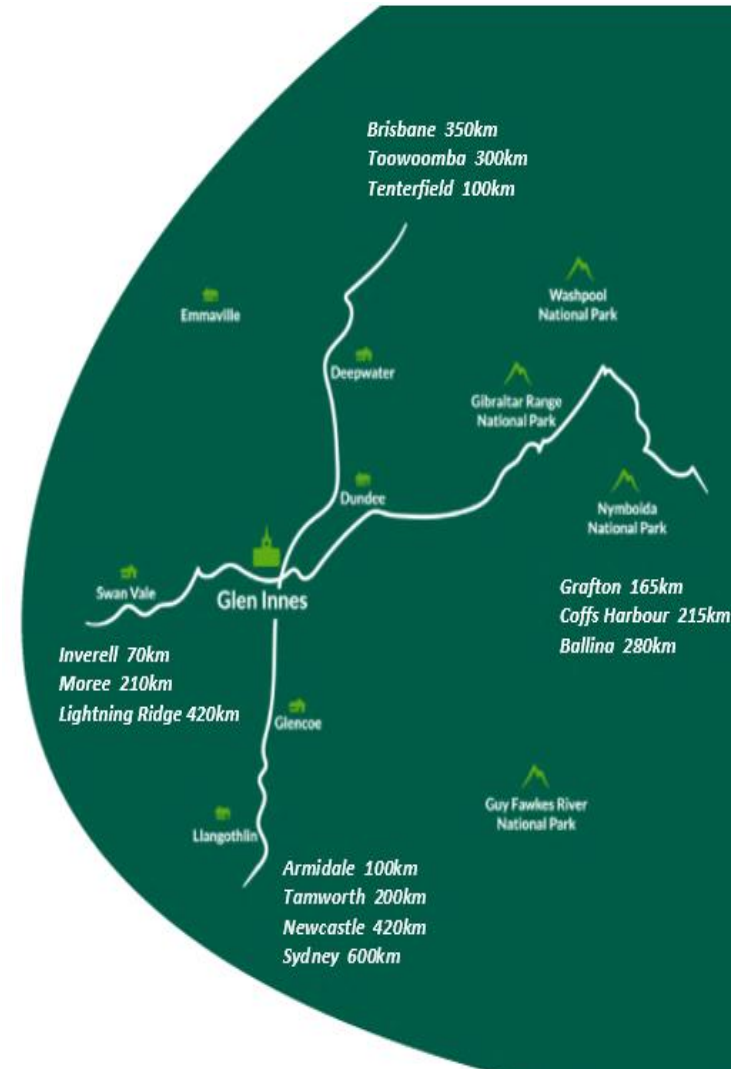 Brisbane 350km
Toowoomba 300km
Tenterfield 100km
Washpool
National Park
Emmaville
Deepwater
Gibraltar Range
National Park
Dundee
Nymboida
National Park
Swan Vale
Glen Innes
Grafton 165km
Coffs Harbour 215km
Ballina 280km
Inverell 70km
Moree 210km
Lightning Ridge 420km
Glencoe
Guy Fawkes River
National Park
Llangothlin
Armidale 100km
Tamworth 200km
Newcastle 420km
Sydney 600km